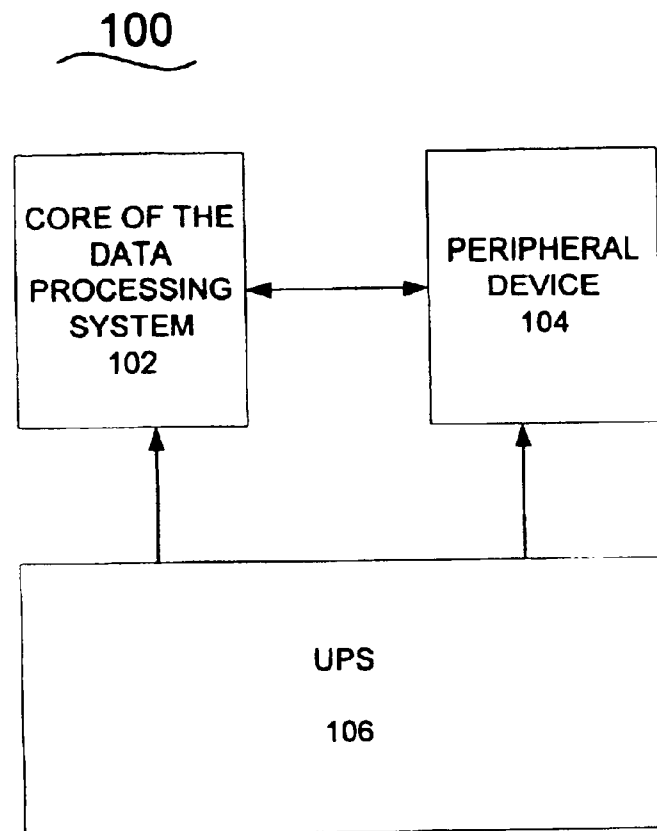 100
CORE OF THE
DATA
PROCESSING
SYSTEM
102
PERIPHERAL
DEVICE
104
UPS
106